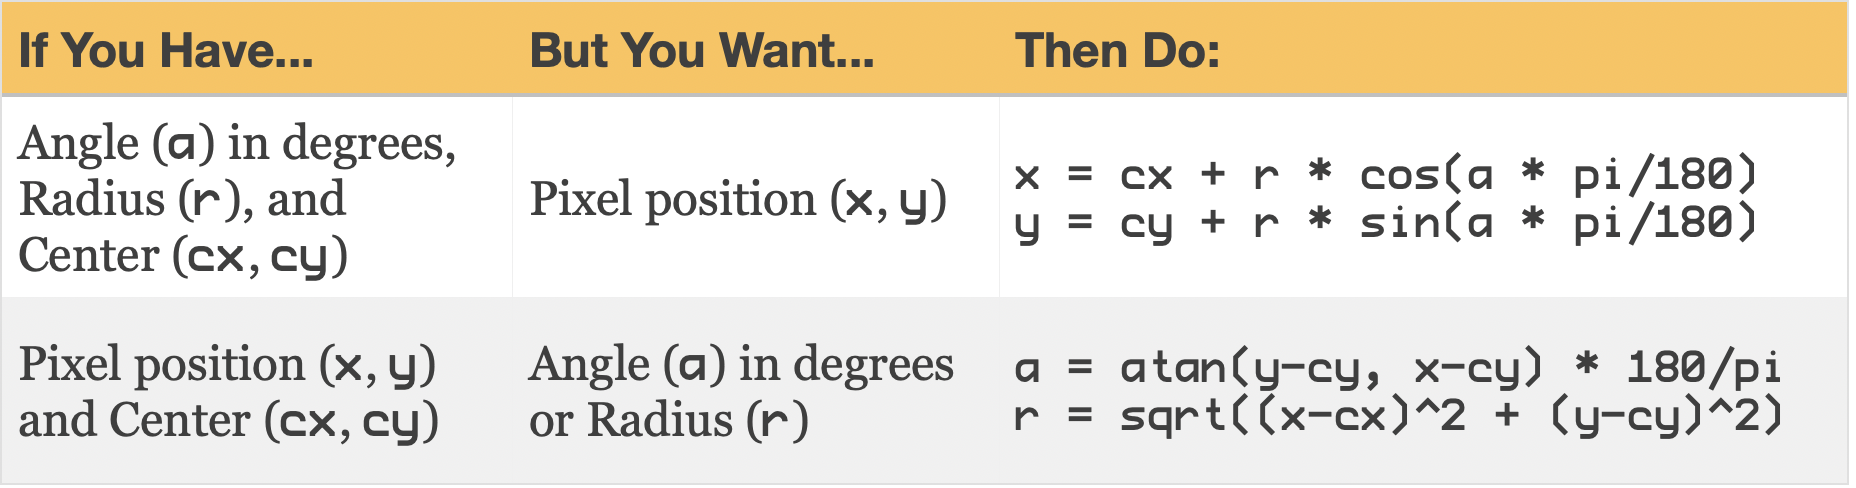 If You Have...
But You Want...
Then Do:
Angle (a) in degrees,
Radius (r), and
Center (cx, cy)
Pixel position (x, y)
x = cx + r * cos(a * pi/180)
y = cy + r * sin(a * pi/180)
Pixel position (x, y)
and Center (cx, cy)
Angle (a) in degrees
or Radius (r)
a = atan(y-cy, x-cy) * 180/pi
r = sqrt((x-cx)^2 + (y-cy)^2)